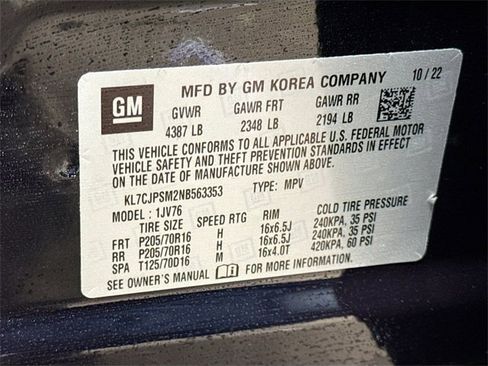 MFD BY GM KOREA COMPANY 10 / 22
GM
GVWR GAWR FRT GAWR RR
4387 LB 2348 LB 2194 LB
THIS VEHICLE CONFORMS TO ALL APPLICABLE U.S. FEDERAL MOTOR
VEHICLE SAFETY AND THEFT PREVENTION STANDARDS IN EFFECT
ON THE DATE OF MANUFACTURE SHOWN ABOVE.
KL7CJPSM2NB563353 TYPE: MPV
MODEL : 1JV76
TIRE SIZE SPEED RTG RIM COLD TIRE PRESSURE
FRT P205/70R16 H 16x6.5J 240KPA, 35 PSI
RR P205/70R16 H 16x6.5J 240KPA, 35 PSI
SPA T125/70D16 M 16x4.0T 420KPA, 60 PSI
SEE OWNER'S MANUAL FOR MORE INFORMATION.